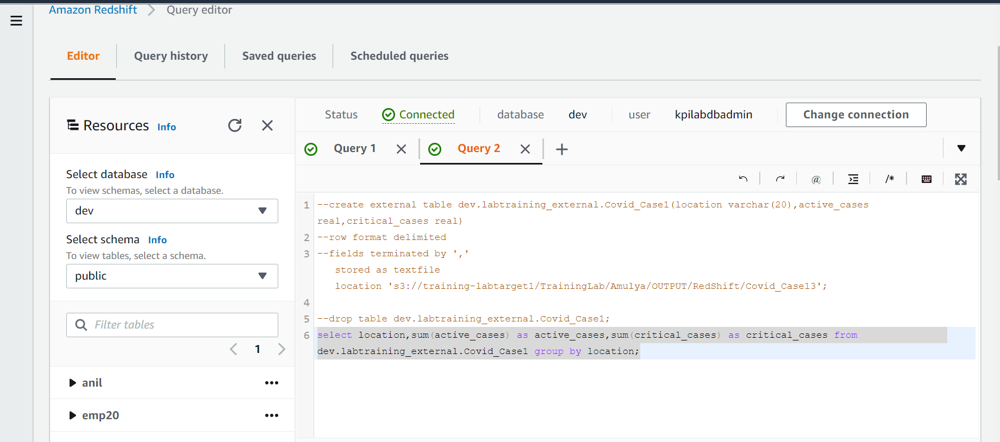 Amazon Redshift > Query editor
Editor
Query history
Saved queries
Scheduled queries
Resources Info
Select database Info
To view schemas, select a database.
dev
Select schema Info
To view tables, select a schema.
public
Filter tables
1
anil
emp20
Status Connected database dev user kpilabdbadmin Change connection
Query 1
Query 2
@ /*
1 --create external table dev.labtraining_external.Covid_Case1(location varchar(20),active_cases
real,critical_cases real)
2 --row format delimited
3 --fields terminated by ','
stored as textfile
location 's3://training-labtarget1/TrainingLab/Amulya/OUTPUT/RedShift/Covid_Case13';
4
5 --drop table dev.labtraining_external.Covid_Case1;
6 select location,sum(active_cases) as active_cases,sum(critical_cases) as critical_cases from
dev.labtraining_external.Covid_Case1 group by location;